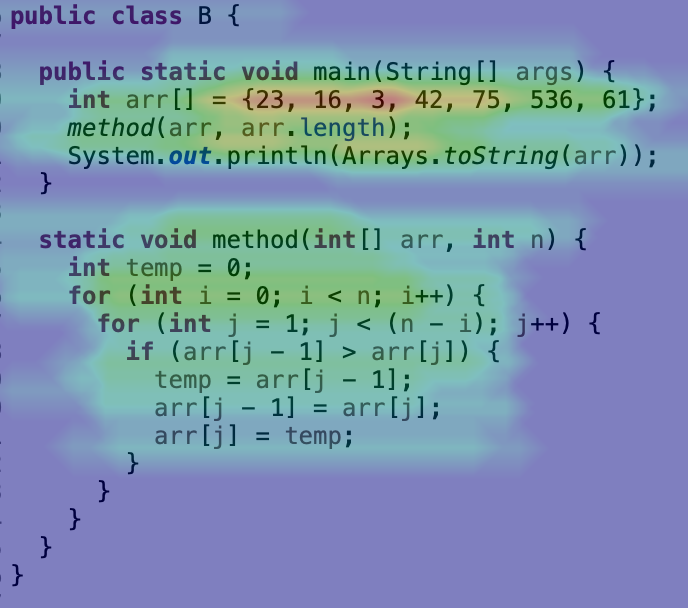 public class B {
public static void main(String[] args) {
int arr[] = {23, 16, 3, 42, 75, 536, 61};
method(arr, arr.length);
System.out.println(Arrays.toString(arr));
}
static void method(int[] arr, int n) {
int temp = 0;
for (int i = 0; i < n; i++) {
for (int j = 1; j < (n - i); j++) {
if (arr[j - 1] > arr[j]) {
temp = arr[j - 1];
arr[j - 1] = arr[j];
arr[j] = temp;
}
}
}
}
}